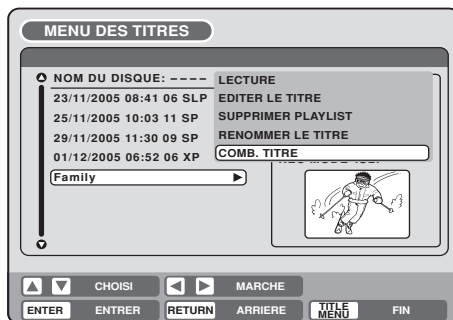 MENU DES TITRES
NOM DU DISQUE: ----
23/11/2005 08:41 06 SLP
25/11/2005 10:03 11 SP
29/11/2005 11:30 09 SP
01/12/2005 06:52 06 XP
Family
LECTURE
EDITER LE TITRE
SUPPRIMER PLAYLIST
RENOMMER LE TITRE
COMB. TITRE
CHOISI MARCHE
ENTER ENTRER RETURN ARRIERE TITLE MENU FIN